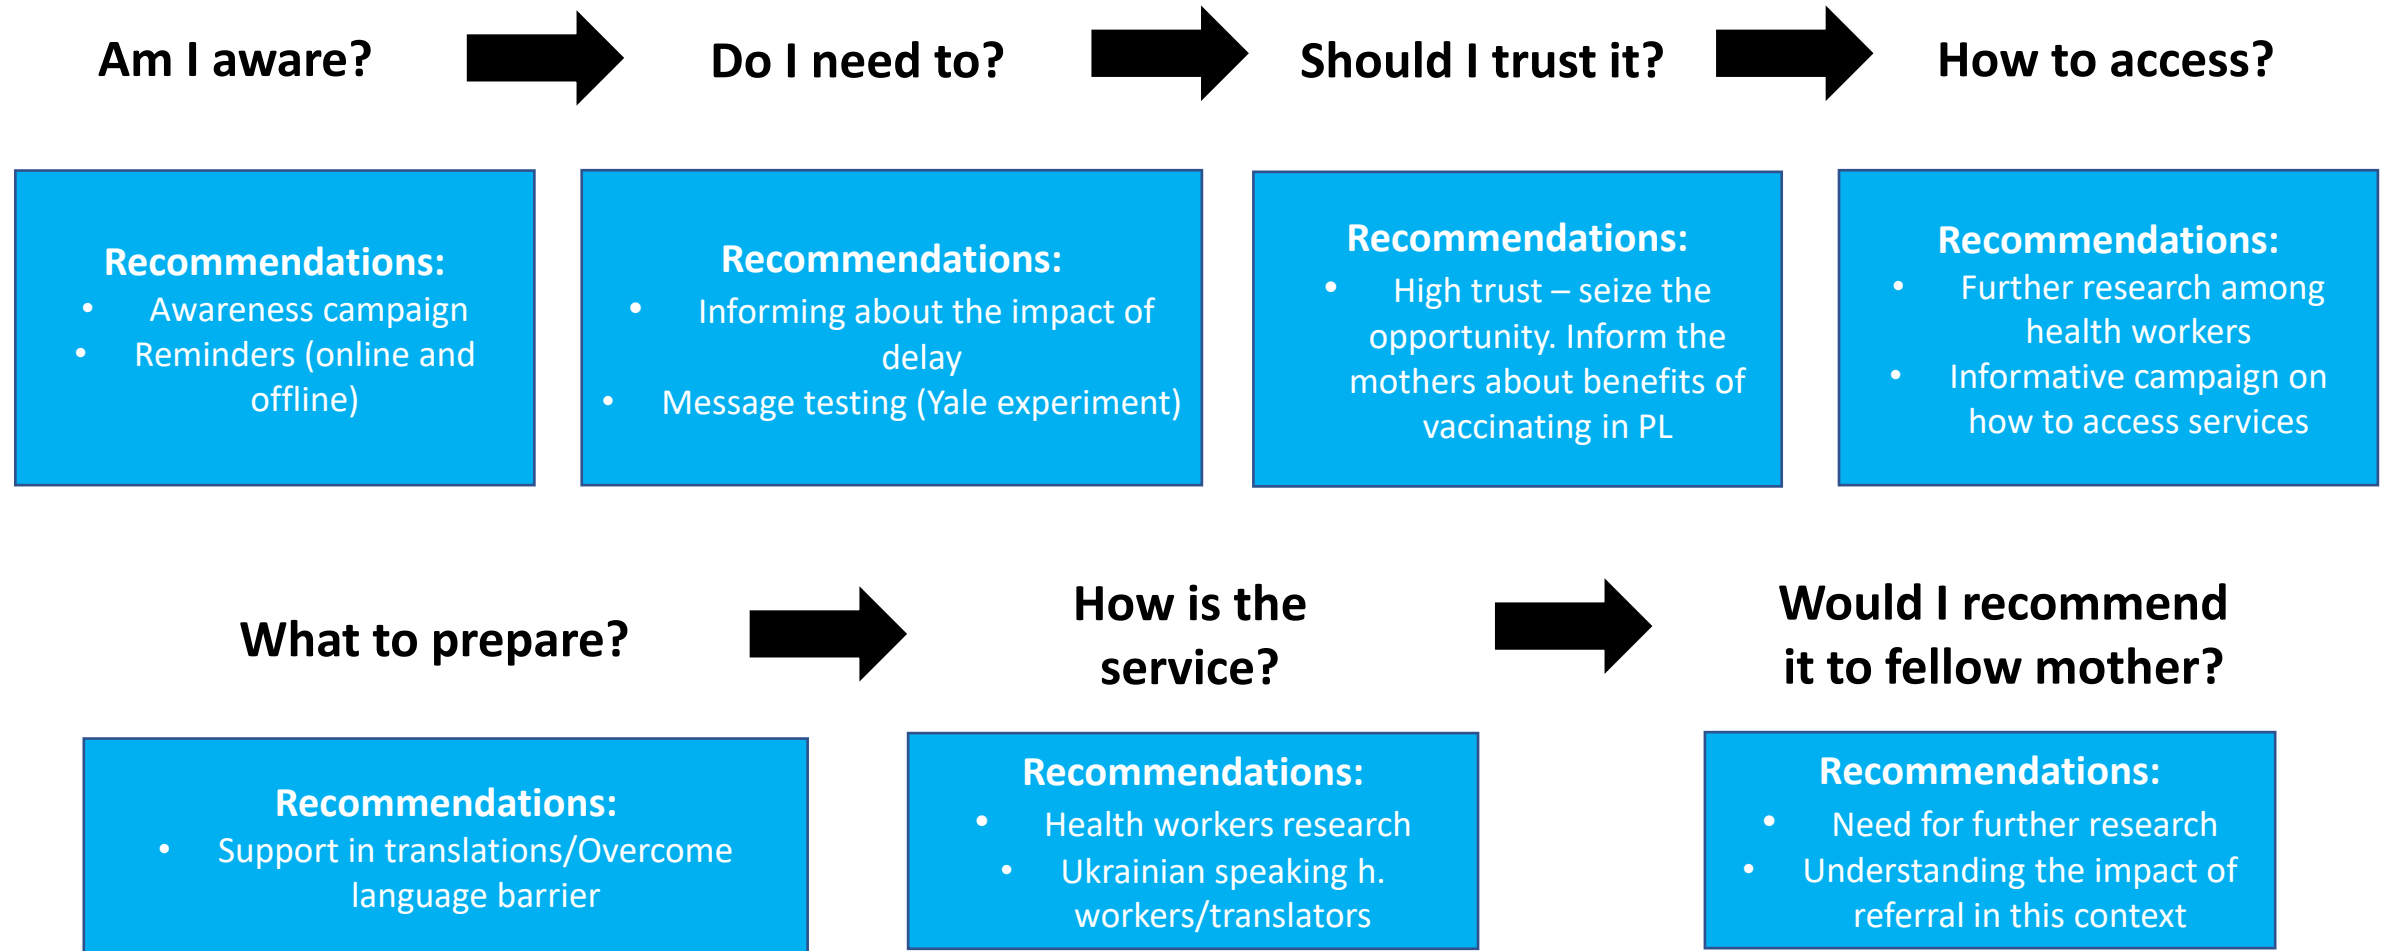 Am I aware?
Do I need to?
Should I trust it?
How to access?
Recommendations:
• Awareness campaign
• Reminders (online and
offline)
Recommendations:
• Informing about the impact of
delay
• Message testing (Yale experiment)
Recommendations:
• High trust – seize the
opportunity. Inform the
mothers about benefits of
vaccinating in PL
Recommendations:
• Further research among
health workers
• Informative campaign on
how to access services
What to prepare?
How is the
service?
Would I recommend
it to fellow mother?
Recommendations:
• Support in translations/Overcome
language barrier
Recommendations:
• Health workers research
• Ukrainian speaking h.
workers/translators
Recommendations:
• Need for further research
• Understanding the impact of
referral in this context